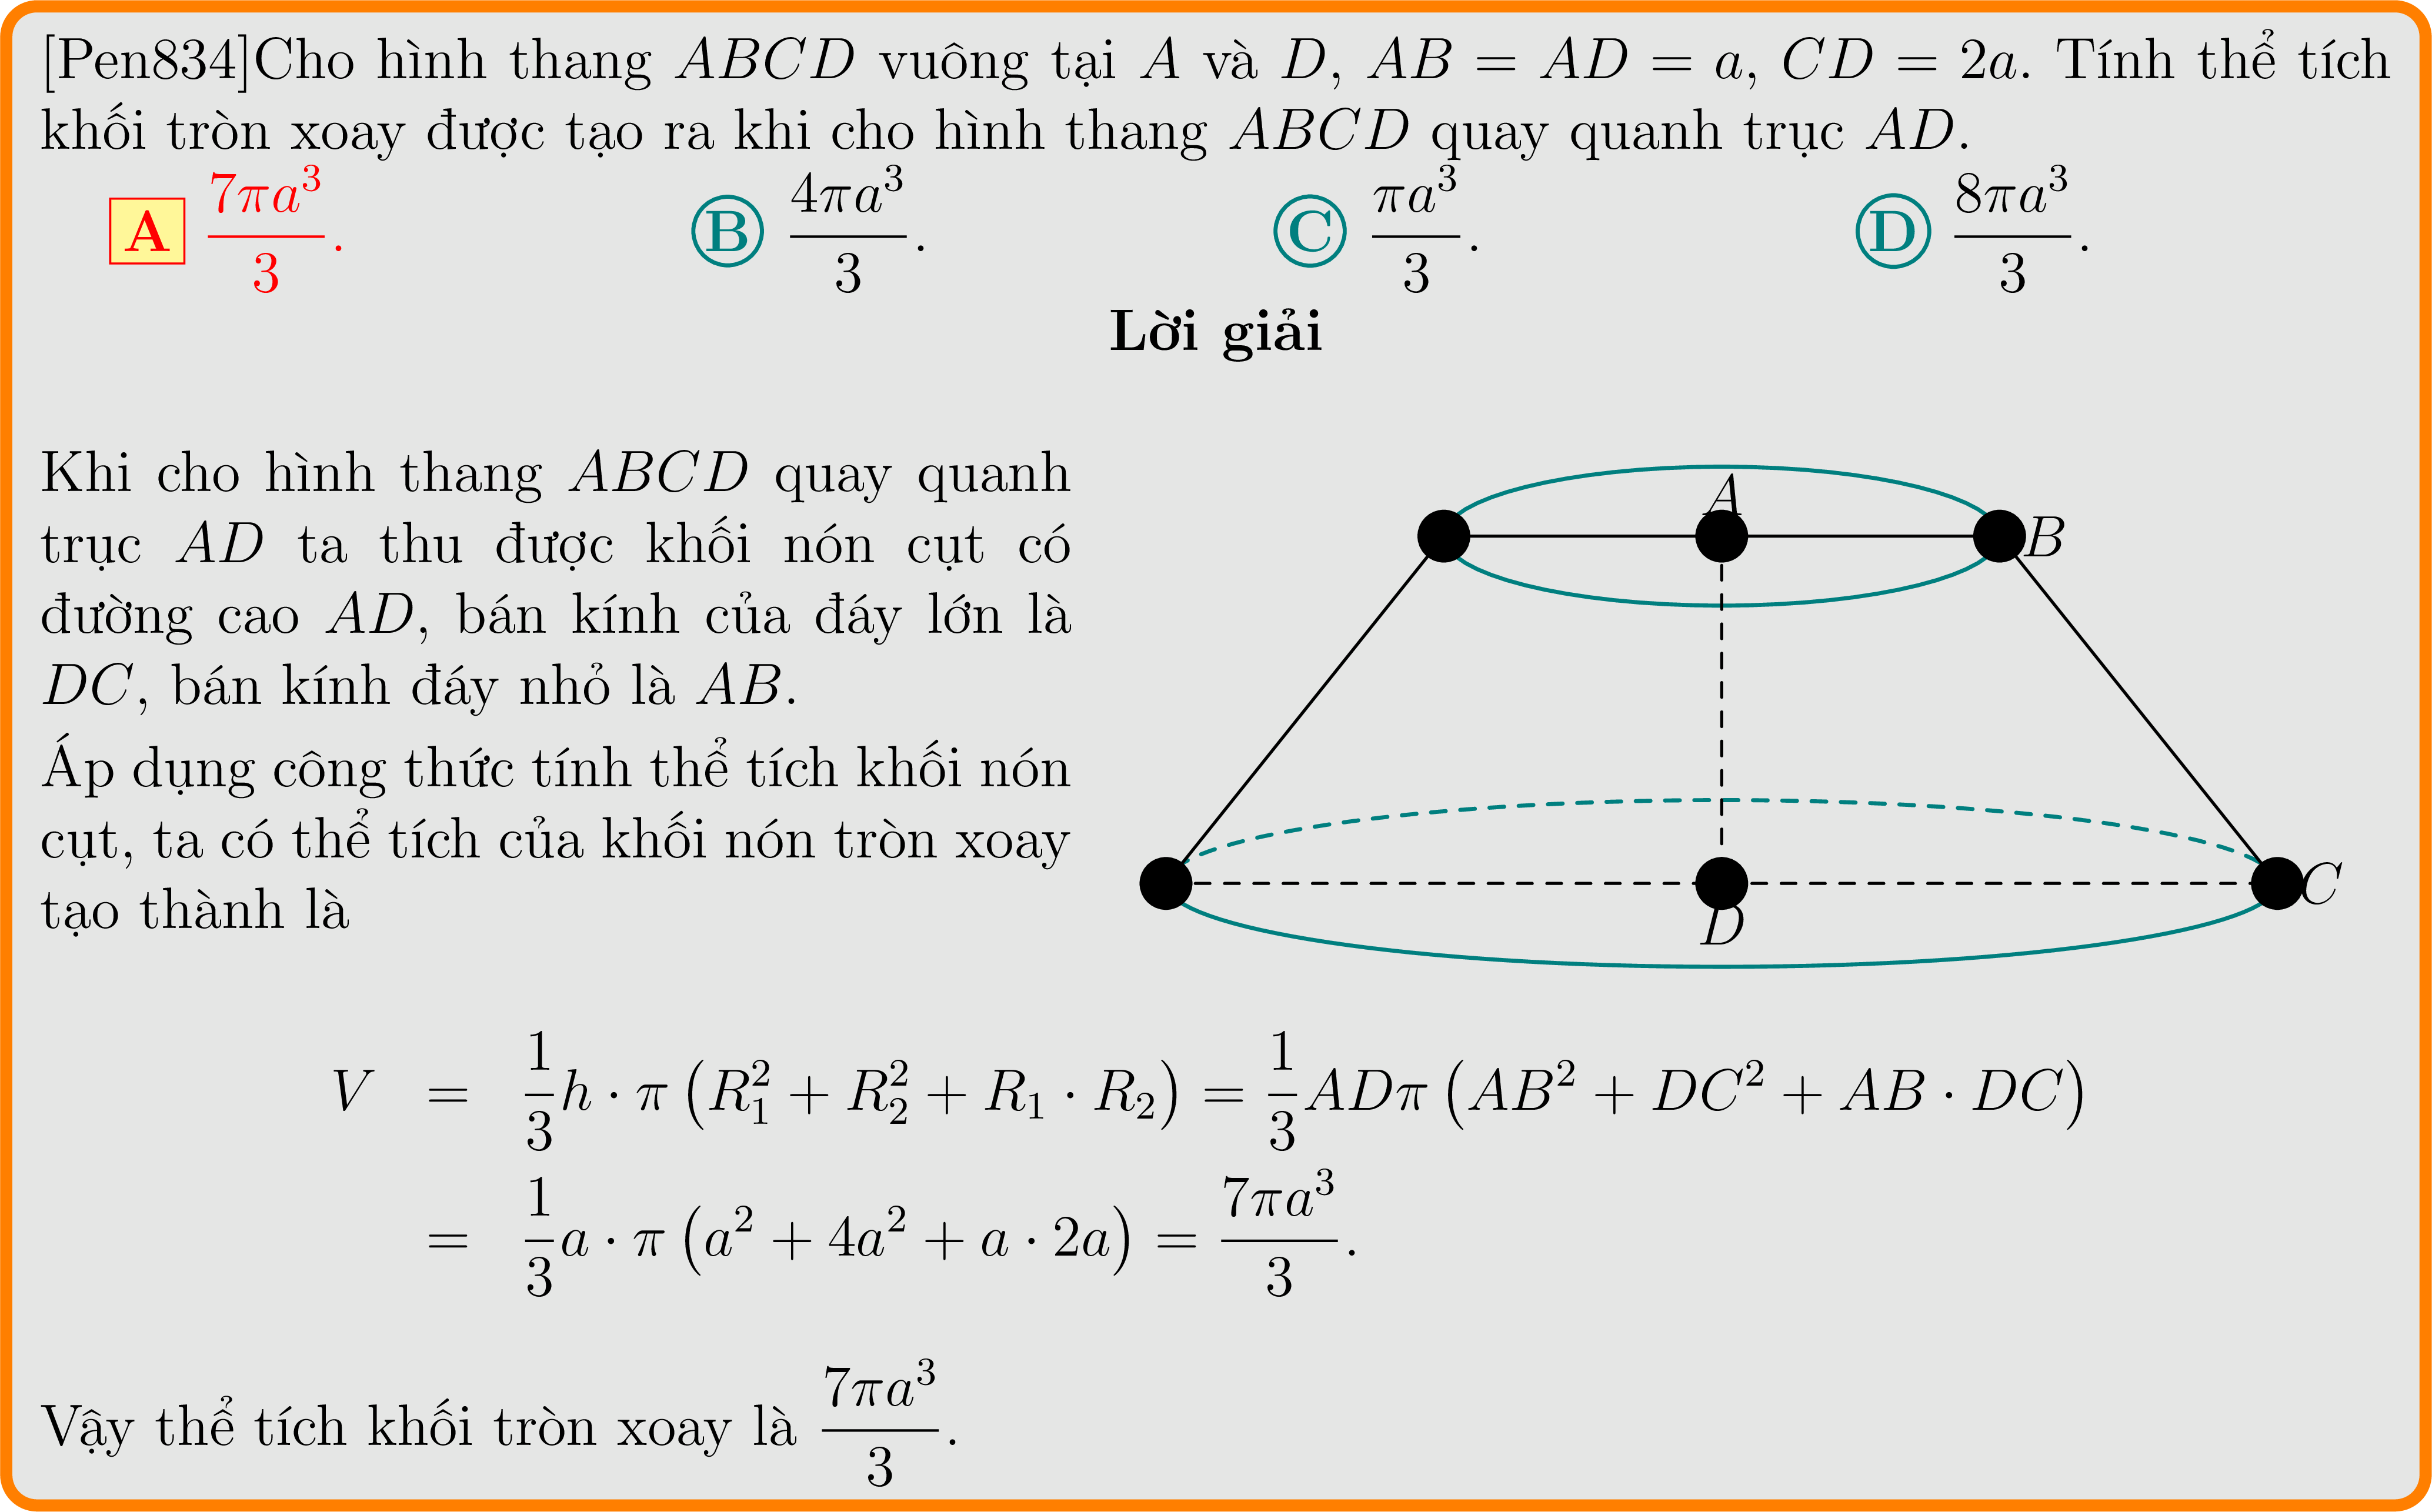 [Pen834]Cho hình thang ABCD vuông tại A và D, AB = AD = a, CD = 2a. Tính thể tích
khối tròn xoay được tạo ra khi cho hình thang ABCD quay quanh trục AD.
A \frac{7\pi a^3}{3}. B \frac{4\pi a^3}{3}. C \frac{\pi a^3}{3}. D \frac{8\pi a^3}{3}.
Lời giải
Khi cho hình thang ABCD quay quanh
trục AD ta thu được khối nón cụt có
đường cao AD, bán kính của đáy lớn là
DC, bán kính đáy nhỏ là AB.
Áp dụng công thức tính thể tích khối nón
cụt, ta có thể tích của khối nón tròn xoay
tạo thành là
A
B
C
D
V = \frac{1}{3}h \cdot \pi (R_1^2 + R_2^2 + R_1 \cdot R_2) = \frac{1}{3}AD\pi (AB^2 + DC^2 + AB \cdot DC)
= \frac{1}{3}a \cdot \pi (a^2 + 4a^2 + a \cdot 2a) = \frac{7\pi a^3}{3}.
Vậy thể tích khối tròn xoay là \frac{7\pi a^3}{3}.